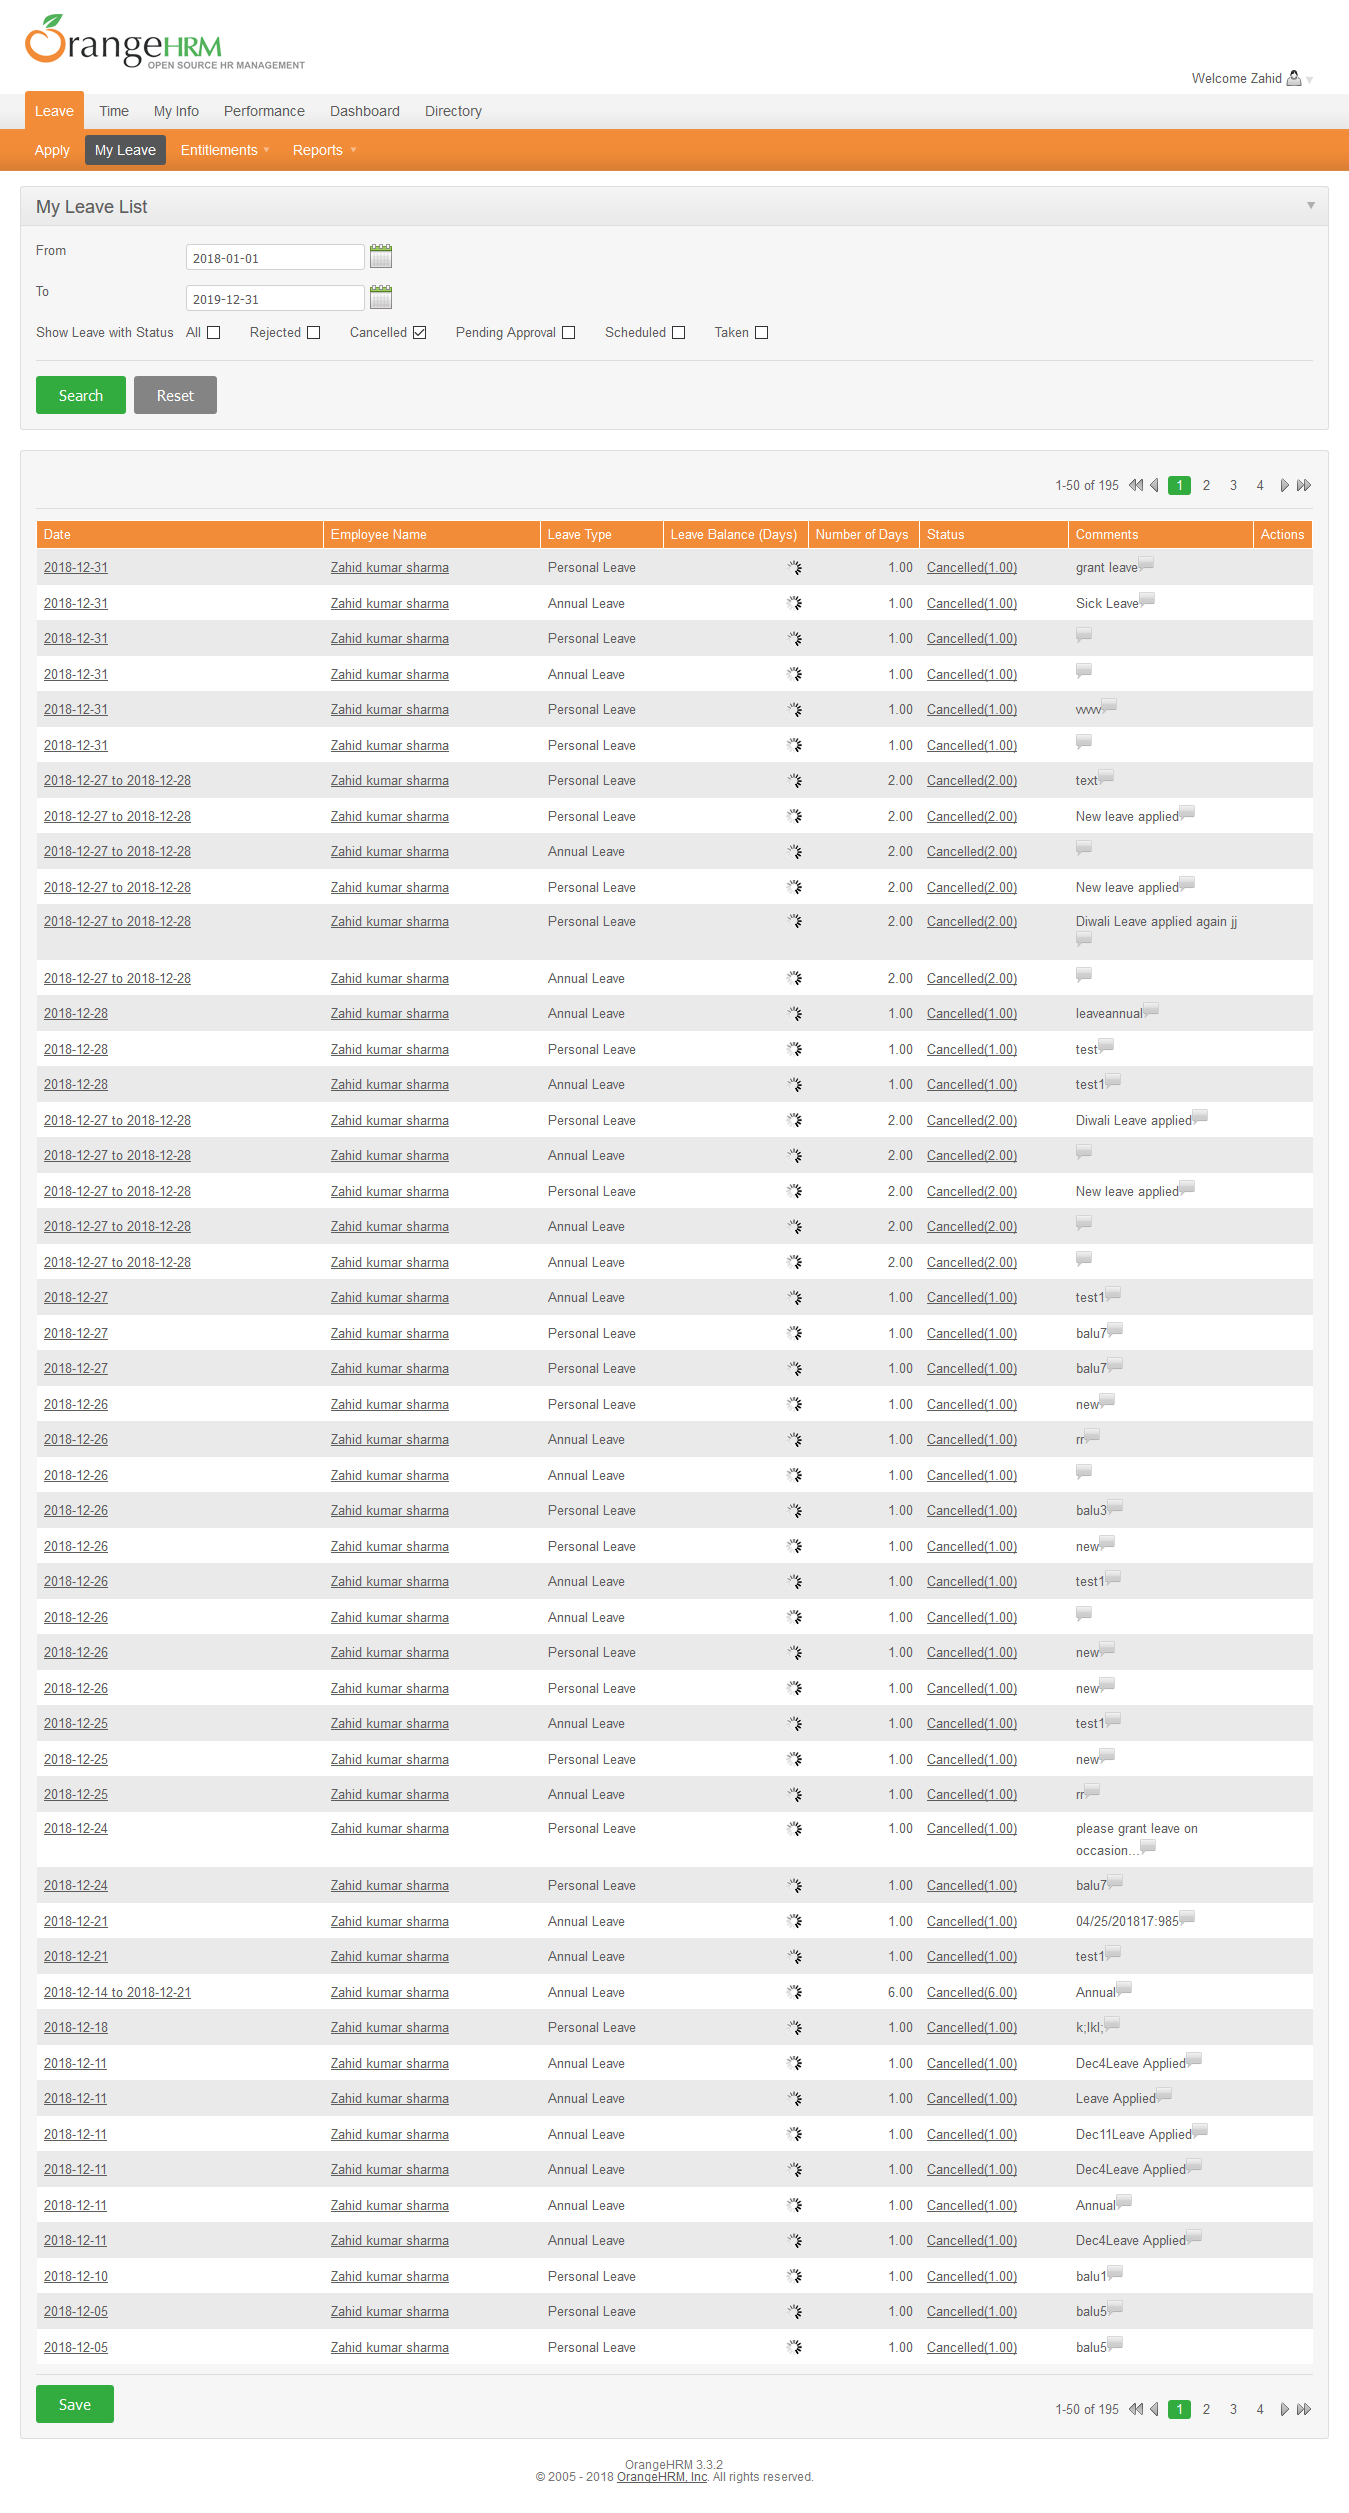 OrangeHRM
OPEN SOURCE HR MANAGEMENT
Welcome Zahid
Leave Time My Info Performance Dashboard Directory
Apply My Leave Entitlements Reports
My Leave List
From 2018-01-01
To 2019-12-31
Show Leave with Status All Rejected Cancelled Pending Approval Scheduled Taken
Search Reset
1-50 of 195 1 2 3 4
Date Employee Name Leave Type Leave Balance (Days) Number of Days Status Comments Actions
2018-12-31 Zahid kumar sharma Personal Leave 1.00 Cancelled(1.00) grant leave
2018-12-31 Zahid kumar sharma Annual Leave 1.00 Cancelled(1.00) Sick Leave
2018-12-31 Zahid kumar sharma Personal Leave 1.00 Cancelled(1.00)
2018-12-31 Zahid kumar sharma Annual Leave 1.00 Cancelled(1.00)
2018-12-31 Zahid kumar sharma Personal Leave 1.00 Cancelled(1.00)
2018-12-31 Zahid kumar sharma Personal Leave 1.00 Cancelled(1.00)
2018-12-27 to 2018-12-28 Zahid kumar sharma Personal Leave 2.00 Cancelled(2.00) text
2018-12-27 to 2018-12-28 Zahid kumar sharma Personal Leave 2.00 Cancelled(2.00) New leave applied
2018-12-27 to 2018-12-28 Zahid kumar sharma Annual Leave 2.00 Cancelled(2.00)
2018-12-27 to 2018-12-28 Zahid kumar sharma Personal Leave 2.00 Cancelled(2.00) New leave applied
2018-12-27 to 2018-12-28 Zahid kumar sharma Personal Leave 2.00 Cancelled(2.00) Diwali Leave applied again jj
2018-12-27 to 2018-12-28 Zahid kumar sharma Annual Leave 2.00 Cancelled(2.00)
2018-12-28 Zahid kumar sharma Annual Leave 1.00 Cancelled(1.00) leaveannual
2018-12-28 Zahid kumar sharma Personal Leave 1.00 Cancelled(1.00) test
2018-12-28 Zahid kumar sharma Annual Leave 1.00 Cancelled(1.00) test1
2018-12-27 to 2018-12-28 Zahid kumar sharma Personal Leave 2.00 Cancelled(2.00) Diwali Leave applied
2018-12-27 to 2018-12-28 Zahid kumar sharma Annual Leave 2.00 Cancelled(2.00)
2018-12-27 to 2018-12-28 Zahid kumar sharma Personal Leave 2.00 Cancelled(2.00) New leave applied
2018-12-27 to 2018-12-28 Zahid kumar sharma Annual Leave 2.00 Cancelled(2.00)
2018-12-27 to 2018-12-28 Zahid kumar sharma Annual Leave 2.00 Cancelled(2.00)
2018-12-27 Zahid kumar sharma Annual Leave 1.00 Cancelled(1.00) test1
2018-12-27 Zahid kumar sharma Personal Leave 1.00 Cancelled(1.00) balu7
2018-12-27 Zahid kumar sharma Personal Leave 1.00 Cancelled(1.00) balu7
2018-12-26 Zahid kumar sharma Personal Leave 1.00 Cancelled(1.00) new
2018-12-26 Zahid kumar sharma Annual Leave 1.00 Cancelled(1.00) rr
2018-12-26 Zahid kumar sharma Annual Leave 1.00 Cancelled(1.00)
2018-12-26 Zahid kumar sharma Personal Leave 1.00 Cancelled(1.00) balu3
2018-12-26 Zahid kumar sharma Personal Leave 1.00 Cancelled(1.00) new
2018-12-26 Zahid kumar sharma Annual Leave 1.00 Cancelled(1.00) test1
2018-12-26 Zahid kumar sharma Annual Leave 1.00 Cancelled(1.00)
2018-12-26 Zahid kumar sharma Personal Leave 1.00 Cancelled(1.00) new
2018-12-26 Zahid kumar sharma Personal Leave 1.00 Cancelled(1.00) new
2018-12-25 Zahid kumar sharma Annual Leave 1.00 Cancelled(1.00) test1
2018-12-25 Zahid kumar sharma Personal Leave 1.00 Cancelled(1.00) new
2018-12-25 Zahid kumar sharma Annual Leave 1.00 Cancelled(1.00) rr
2018-12-24 Zahid kumar sharma Personal Leave 1.00 Cancelled(1.00) please grant leave on
occasion...
2018-12-24 Zahid kumar sharma Personal Leave 1.00 Cancelled(1.00) balu7
2018-12-21 Zahid kumar sharma Annual Leave 1.00 Cancelled(1.00) 04/25/201817:985
2018-12-21 Zahid kumar sharma Annual Leave 1.00 Cancelled(1.00) test1
2018-12-14 to 2018-12-21 Zahid kumar sharma Annual Leave 6.00 Cancelled(6.00) Annual
2018-12-18 Zahid kumar sharma Personal Leave 1.00 Cancelled(1.00) k;lkl;
2018-12-11 Zahid kumar sharma Annual Leave 1.00 Cancelled(1.00) Dec4Leave Applied
2018-12-11 Zahid kumar sharma Annual Leave 1.00 Cancelled(1.00) Leave Applied
2018-12-11 Zahid kumar sharma Annual Leave 1.00 Cancelled(1.00) Dec11Leave Applied
2018-12-11 Zahid kumar sharma Annual Leave 1.00 Cancelled(1.00) Dec4Leave Applied
2018-12-11 Zahid kumar sharma Annual Leave 1.00 Cancelled(1.00) Annual
2018-12-11 Zahid kumar sharma Annual Leave 1.00 Cancelled(1.00) Dec4Leave Applied
2018-12-10 Zahid kumar sharma Personal Leave 1.00 Cancelled(1.00) balu1
2018-12-05 Zahid kumar sharma Personal Leave 1.00 Cancelled(1.00) balu5
2018-12-05 Zahid kumar sharma Personal Leave 1.00 Cancelled(1.00) balu5
Save
1-50 of 195 1 2 3 4
OrangeHRM 3.3.2
© 2005 - 2018 OrangeHRM, Inc. All rights reserved.